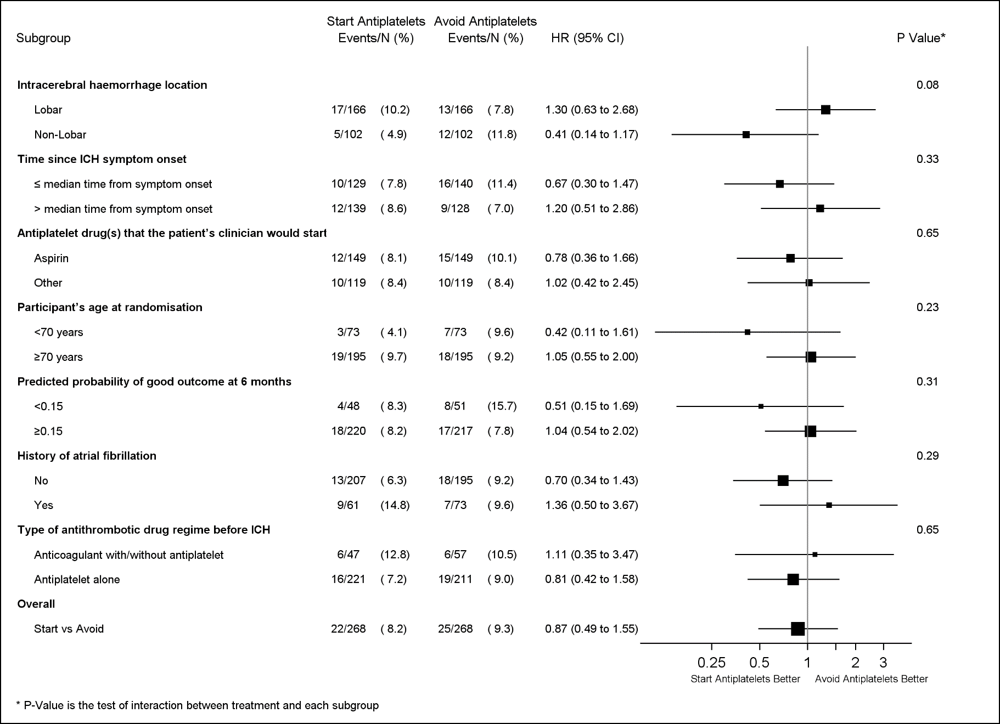 Start Antiplatelets Avoid Antiplatelets
Subgroup Events/N (%) Events/N (%) HR (95% CI) P Value*
Intracerebral haemorrhage location 0.08
Lobar 17/166 (10.2) 13/166 ( 7.8) 1.30 (0.63 to 2.68)
Non-Lobar 5/102 ( 4.9) 12/102 (11.8) 0.41 (0.14 to 1.17)
Time since ICH symptom onset 0.33
≤ median time from symptom onset 10/129 ( 7.8) 16/140 (11.4) 0.67 (0.30 to 1.47)
> median time from symptom onset 12/139 ( 8.6) 9/128 ( 7.0) 1.20 (0.51 to 2.86)
Antiplatelet drug(s) that the patient’s clinician would start 0.65
Aspirin 12/149 ( 8.1) 15/149 (10.1) 0.78 (0.36 to 1.66)
Other 10/119 ( 8.4) 10/119 ( 8.4) 1.02 (0.42 to 2.45)
Participant’s age at randomisation 0.23
<70 years 3/73 ( 4.1) 7/73 ( 9.6) 0.42 (0.11 to 1.61)
≥70 years 19/195 ( 9.7) 18/195 ( 9.2) 1.05 (0.55 to 2.00)
Predicted probability of good outcome at 6 months 0.31
<0.15 4/48 ( 8.3) 8/51 (15.7) 0.51 (0.15 to 1.69)
≥0.15 18/220 ( 8.2) 17/217 ( 7.8) 1.04 (0.54 to 2.02)
History of atrial fibrillation 0.29
No 13/207 ( 6.3) 18/195 ( 9.2) 0.70 (0.34 to 1.43)
Yes 9/61 (14.8) 7/73 ( 9.6) 1.36 (0.50 to 3.67)
Type of antithrombotic drug regime before ICH 0.65
Anticoagulant with/without antiplatelet 6/47 (12.8) 6/57 (10.5) 1.11 (0.35 to 3.47)
Antiplatelet alone 16/221 ( 7.2) 19/211 ( 9.0) 0.81 (0.42 to 1.58)
Overall
Start vs Avoid 22/268 ( 8.2) 25/268 ( 9.3) 0.87 (0.49 to 1.55)
0.25 0.5 1 2 3
Start Antiplatelets Better Avoid Antiplatelets Better
* P-Value is the test of interaction between treatment and each subgroup